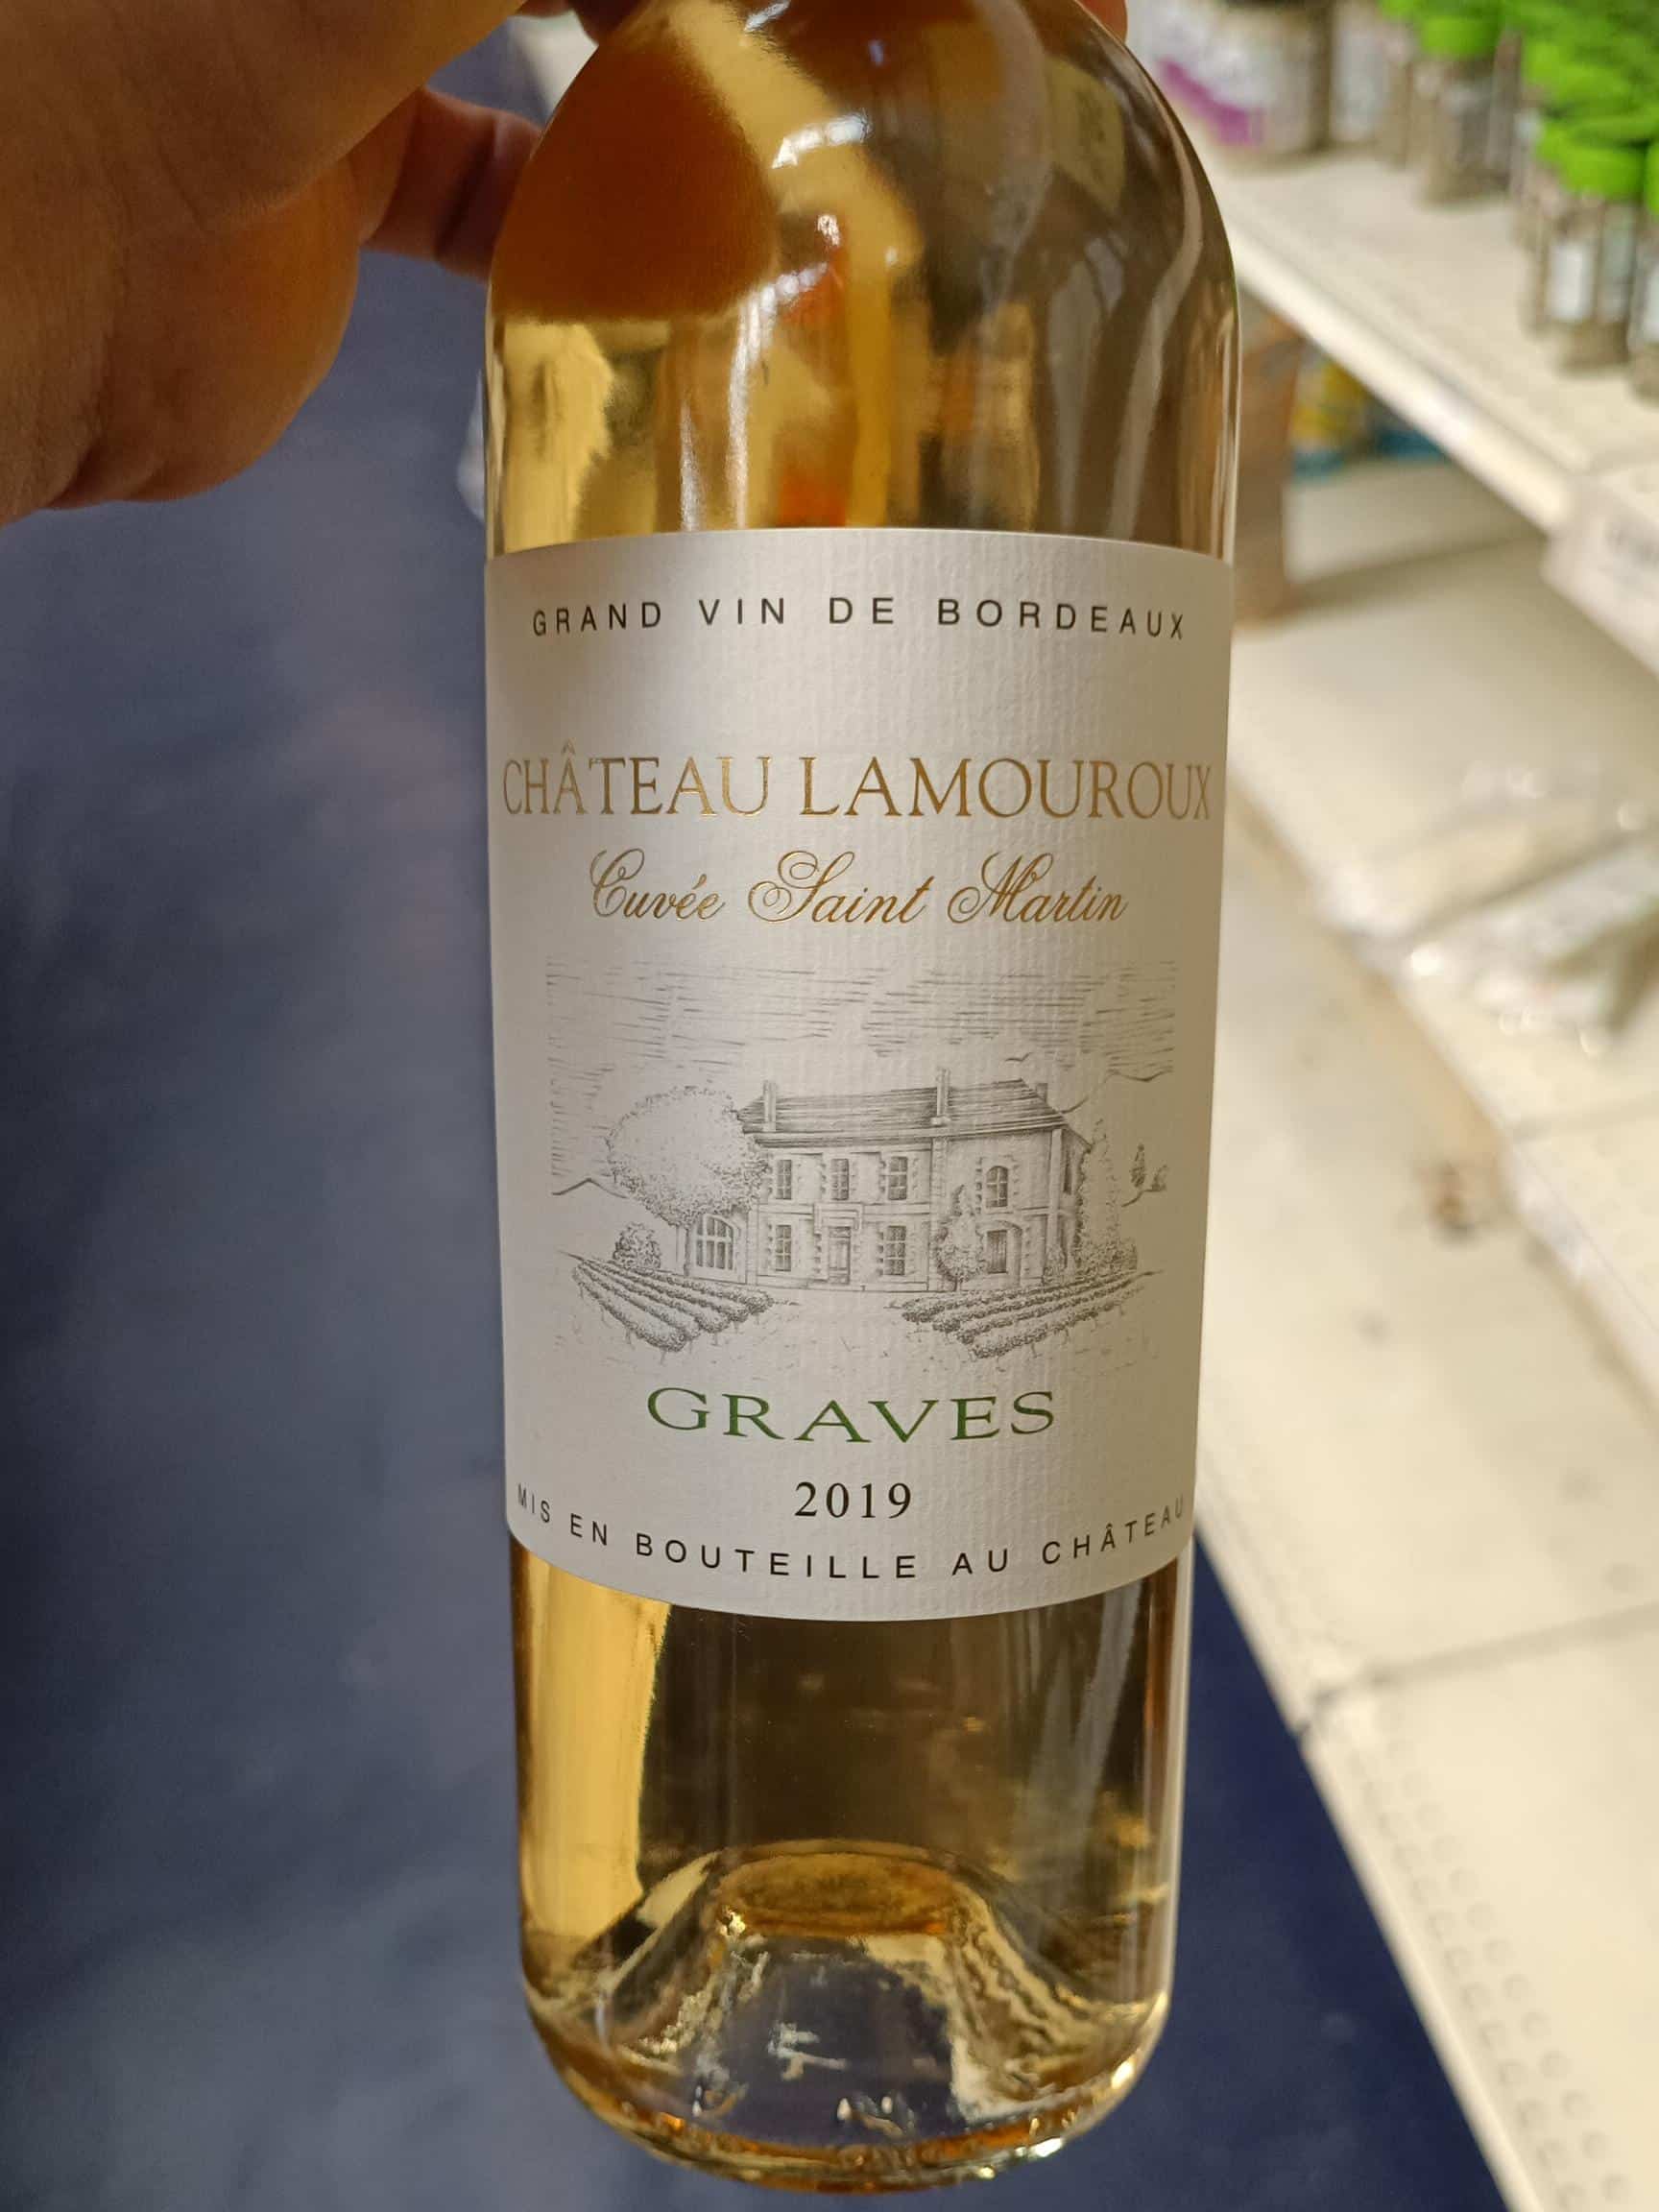 GRAND VIN DE BORDEAUX
CHÂTEAU LAMOUROUX
Cuvée Saint Martin
GRAVES
2019
MIS EN BOUTEILLE AU CHÂTEAU